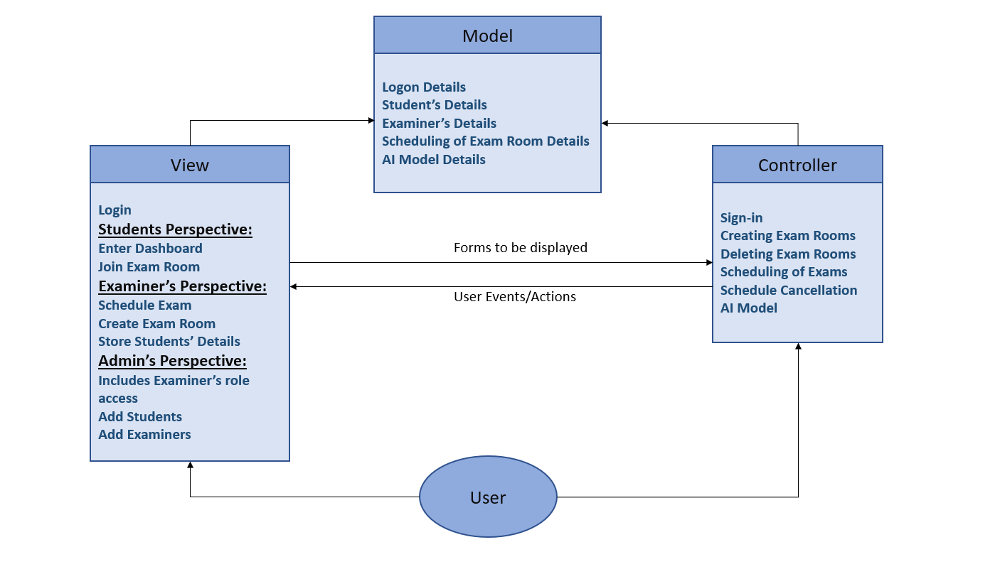 Model
Logon Details
Student’s Details
Examiner’s Details
Scheduling of Exam Room Details
AI Model Details
View
Login
Students Perspective:
Enter Dashboard
Join Exam Room
Examiner’s Perspective:
Schedule Exam
Create Exam Room
Store Students’ Details
Admin’s Perspective:
Includes Examiner’s role
access
Add Students
Add Examiners
Forms to be displayed
User Events/Actions
Controller
Sign-in
Creating Exam Rooms
Deleting Exam Rooms
Scheduling of Exams
Schedule Cancellation
AI Model
User